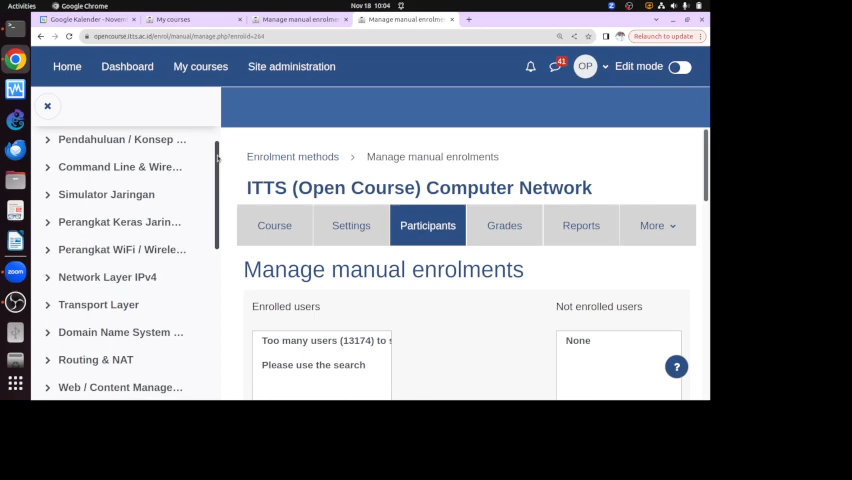 Activities
Google Chrome
Nov 18 10:04
Google Kalender - Novem
My courses
Manage manual enrolmen
Manage manual enrolmen
opencourse.itts.ac.id/enrol/manual/manage.php?enrolid=264
Relaunch to update
Home
Dashboard
My courses
Site administration
41
OP
Edit mode
Pendahuluan / Konsep ...
Command Line & Wire...
Simulator Jaringan
Perangkat Keras Jarin...
Perangkat WiFi / Wirele...
Network Layer IPv4
Transport Layer
Domain Name System ...
Routing & NAT
Web / Content Manage...
Enrolment methods
Manage manual enrolments
ITTS (Open Course) Computer Network
Course
Settings
Participants
Grades
Reports
More
Manage manual enrolments
Enrolled users
Too many users (13174) to s
Please use the search
Not enrolled users
None
?
zoom